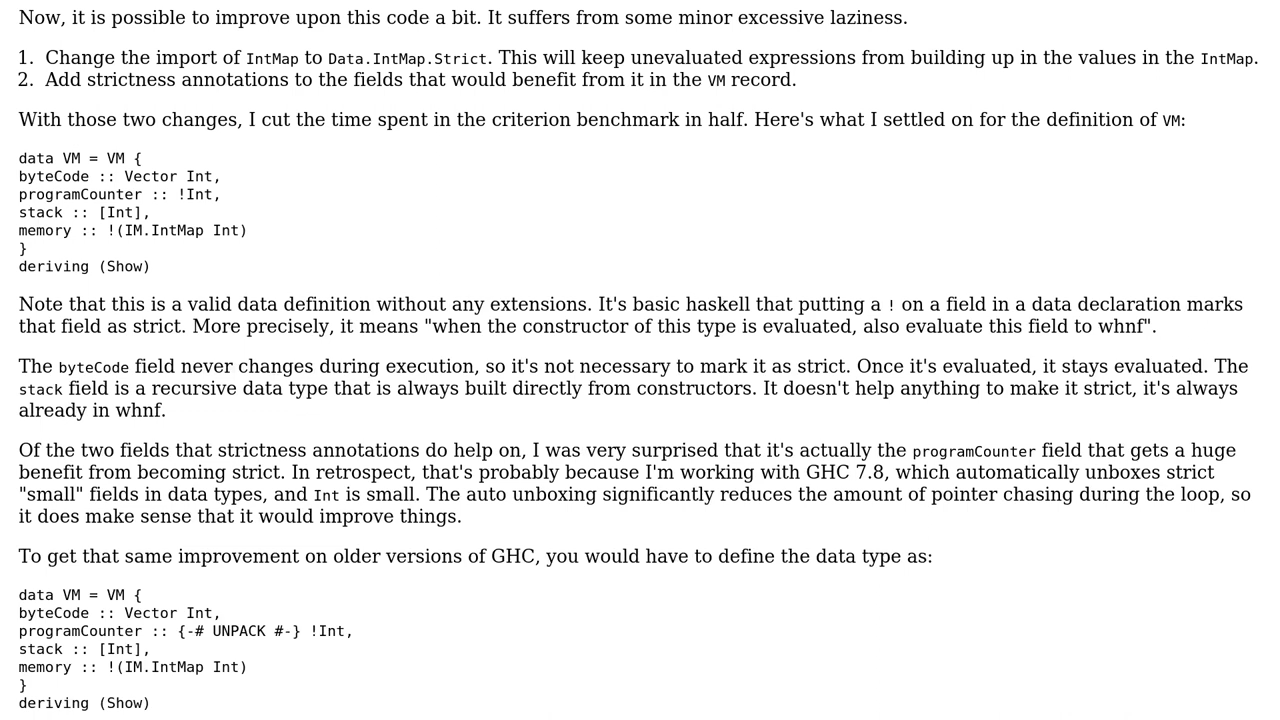 Now, it is possible to improve upon this code a bit. It suffers from some minor excessive laziness.
1. Change the import of IntMap to Data.IntMap.Strict. This will keep unevaluated expressions from building up in the values in the IntMap.
2. Add strictness annotations to the fields that would benefit from it in the VM record.
With those two changes, I cut the time spent in the criterion benchmark in half. Here's what I settled on for the definition of VM:
data VM = VM {
byteCode :: Vector Int,
programCounter :: !Int,
stack :: [Int],
memory :: !(IM.IntMap Int)
}
deriving (Show)
Note that this is a valid data definition without any extensions. It's basic haskell that putting a ! on a field in a data declaration marks
that field as strict. More precisely, it means "when the constructor of this type is evaluated, also evaluate this field to whnf".
The byteCode field never changes during execution, so it's not necessary to mark it as strict. Once it's evaluated, it stays evaluated. The
stack field is a recursive data type that is always built directly from constructors. It doesn't help anything to make it strict, it's always
already in whnf.
Of the two fields that strictness annotations do help on, I was very surprised that it's actually the programCounter field that gets a huge
benefit from becoming strict. In retrospect, that's probably because I'm working with GHC 7.8, which automatically unboxes strict
"small" fields in data types, and Int is small. The auto unboxing significantly reduces the amount of pointer chasing during the loop, so
it does make sense that it would improve things.
To get that same improvement on older versions of GHC, you would have to define the data type as:
data VM = VM {
byteCode :: Vector Int,
programCounter :: {-# UNPACK #-} !Int,
stack :: [Int],
memory :: !(IM.IntMap Int)
}
deriving (Show)